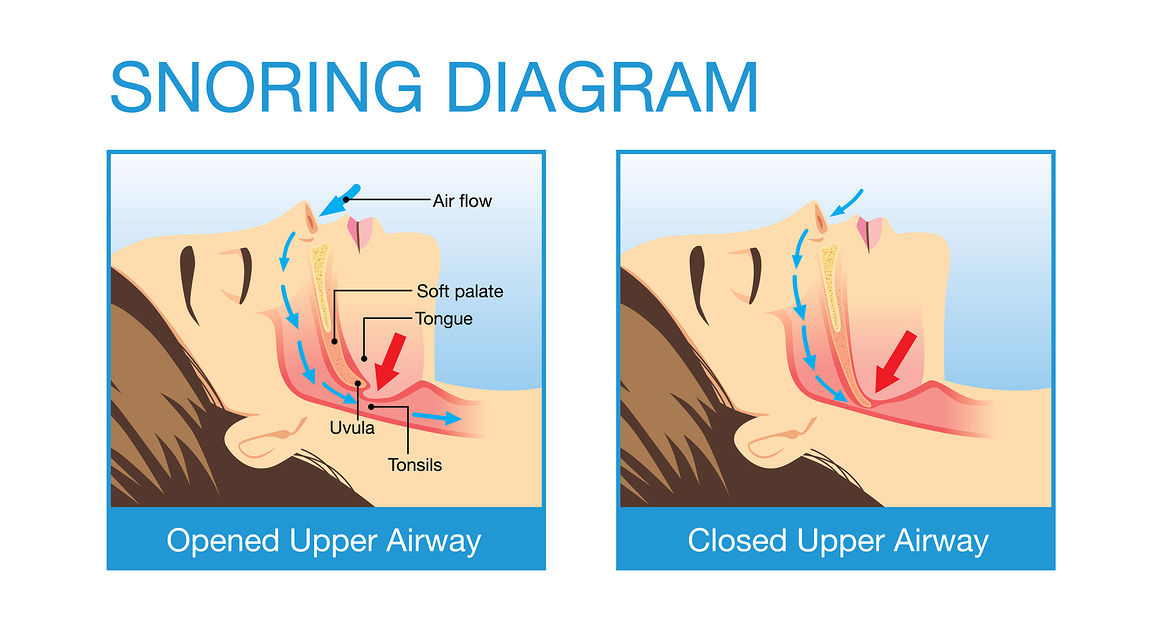 SNORING DIAGRAM
Air flow
Soft palate
Tongue
Uvula
Tonsils
Opened Upper Airway
Closed Upper Airway